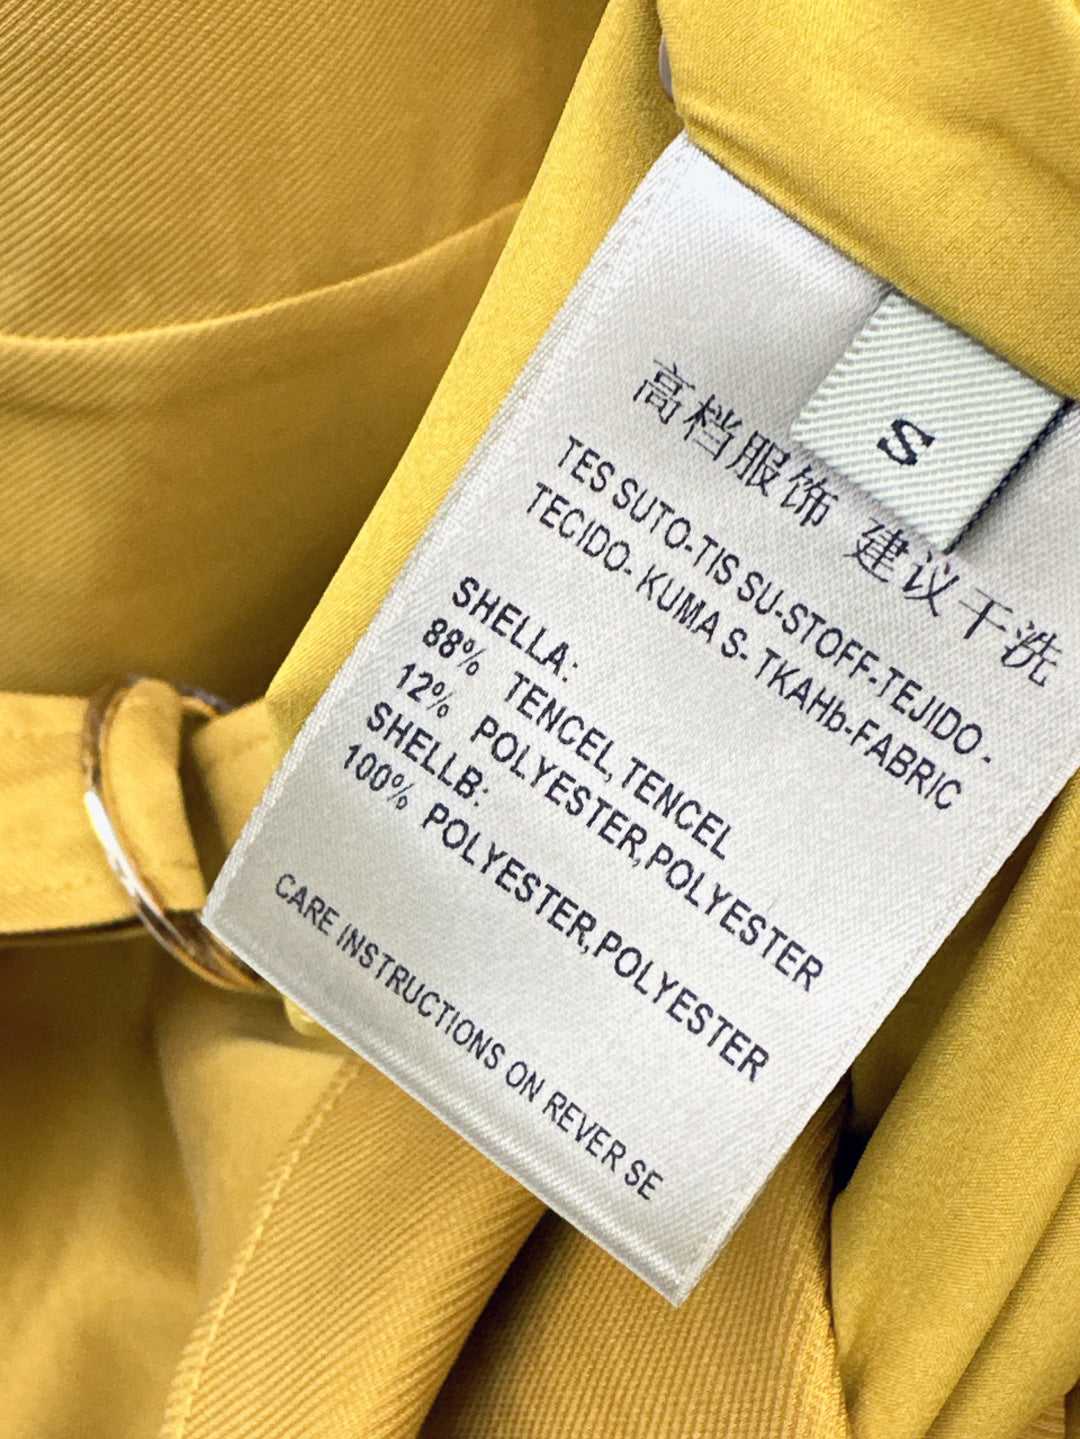 S
高档服饰 建议干洗
TES SUTO-TIS SU-STOFF-TEJIDO -
TECIDO- KUMA S- TKAHb-FABRIC
SHELLA:
88% TENCEL,TENCEL
12% POLYESTER,POLYESTER
SHELLB:
100% POLYESTER,POLYESTER
CARE INSTRUCTIONS ON REVER SE